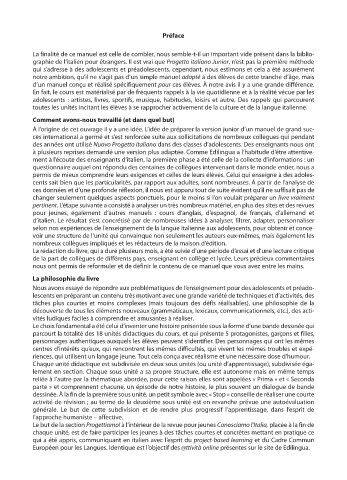 Préface
La finalité de ce manuel est celle de combler, nous semble-t-il un important vide présent dans la biblio-
graphie de l'italien pour étrangers. Il est vrai que Progetto italiano Junior, n'est pas la première méthode
qui s'adresse à des adolescents et préadolescents, cependant, nous estimons et cela a été assurément
notre ambition, qu'il ne s'agit pas d'un simple manuel adapté à des élèves de cette tranche d'âge, mais
d'un manuel conçu et réalisé spécifiquement pour ces élèves. À notre avis il y a une grande différence.
En fait, le cours est matérialisé par de fréquents rappels à la vie quotidienne et à la réalité vécue par les
adolescents : artistes, livres, sportifs, musique, habitudes, loisirs et autre. Des rappels qui parcourent
toutes les unités incitant les élèves à se rapprocher activement de la culture et de la langue italienne.
Comment avons-nous travaillé (et dans quel but)
À l'origine de cet ouvrage il y a une idée. L'idée de préparer la version junior d'un manuel de grand suc-
cès international a germé et s'est renforcée suite aux sollicitations de nombreux collègues qui pendant
des années ont utilisé Nuovo Progetto italiano dans des classes d'adolescents. Des enseignants nous ont
à plusieurs reprises demandé une version plus adaptée. Comme Edilingua a l'habitude d'être attentive-
ment à l'écoute des enseignants d'italien, la première phase a été celle de la collecte d'informations : un
questionnaire auquel ont répondu des centaines de collègues intervenant dans le monde entier, nous a
permis de mieux comprendre leurs exigences et celles de leurs élèves. Celui qui enseigne à des adoles-
cents sait bien que les particularités, par rapport aux adultes, sont nombreuses. À partir de l'analyse de
ces données et d'une profonde réflexion, il nous est apparu tout de suite évident qu'il ne suffisait pas de
changer seulement quelques aspects ponctuels, pour le moins si l'on voulait préparer un livre vraiment
pertinent. L'étape suivante a consisté à analyser un très nombreux matériel, en plus des sites et des revues
pour jeunes, également d'autres manuels : cours d'anglais, d'espagnol, de français, d'allemand et
d'italien. Le résultat s'est concrétisé par de nombreuses idées à analyser, filtrer, adapter, personnaliser
selon nos expériences de l'enseignement de la langue italienne aux adolescents, pour obtenir et conce-
voir une structure de l'unité qui convainque non seulement les auteurs eux-mêmes, mais également les
nombreux collègues impliqués et les rédacteurs de la maison d'édition.
La rédaction du livre, qui a duré plusieurs mois, a été suivie d'une période d'essai et d'une lecture critique
de la part de collègues de différents pays, enseignant en collège et lycée. Leurs précieux commentaires
nous ont permis de reformuler et de définir le contenu de ce manuel que vous avez entre les mains.
La philosophie du livre
Nous avons essayé de répondre aux problématiques de l'enseignement pour des adolescents et préado-
lescents en préparant un contenu très motivant avec une grande variété de techniques et d'activités, des
tâches plus courtes et moins complexes (mais toujours des défis réalisables), une philosophie de la
découverte de tous les éléments nouveaux (grammaticaux, lexicaux, communicationnels, etc.), des acti-
vités ludiques faciles à comprendre et amusantes à réaliser.
Le choix fondamental a été celui d'inventer une histoire présentée sous la forme d'une bande dessinée qui
parcourt la totalité des 18 unités didactiques du cours, et qui présente 5 protagonistes, garçons et filles,
personnages authentiques auxquels les élèves peuvent s'identifier. Des personnages qui ont les mêmes
centres d'intérêts qu'eux, qui rencontrent les mêmes difficultés, qui vivent les mêmes troubles et expé-
riences, qui utilisent un langage jeune. Tout cela conçu avec réalisme et une nécessaire dose d'humour.
Chaque unité didactique est subdivisée en deux sous unités (ou unité d'apprentissage), subdivisée éga-
lement en section. Chaque sous unité a sa propre structure, elle est autonome mais en même temps
reliée à l'autre par la thématique abordée, pour cette raison elles sont appelées « Prima » et « Seconda
parte » et comprennent chacune, un épisode de notre histoire, le plus souvent un dialogue de bande
dessinée. À la fin de la première sous unité, un petit symbole avec « Stop » conseille de réaliser une courte
activité de révision ; au terme de la deuxième sous unité est en revanche prévue une autoévaluation
générale. Le but de cette subdivision et de rendre plus progressif l'apprentissage, dans l'esprit de
l'approche humaniste – affective.
Le but de la section Progettiamo! à l'intérieur de la revue pour jeunes Conosciamo l'Italia, placée à la fin de
chaque unité, est de faire participer les jeunes à des tâches courtes et concrètes mettant en pratique ce
qui a été appris, communiquant en italien avec l'esprit du project-based learning et du Cadre Commun
Européen pour les Langues. Identique est l'objectif des attività online présentes sur le site de Edilingua.